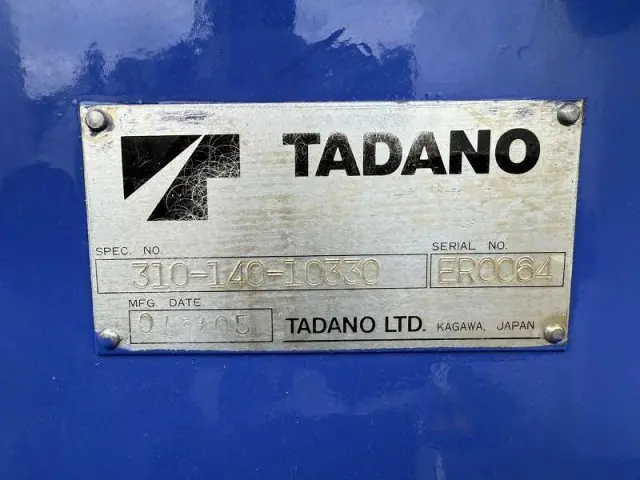 TADANO
SPEC. NO.
SERIAL NO.
310-140-10330
ER0064
MFG. DATE
TADANO LTD. KAGAWA, JAPAN